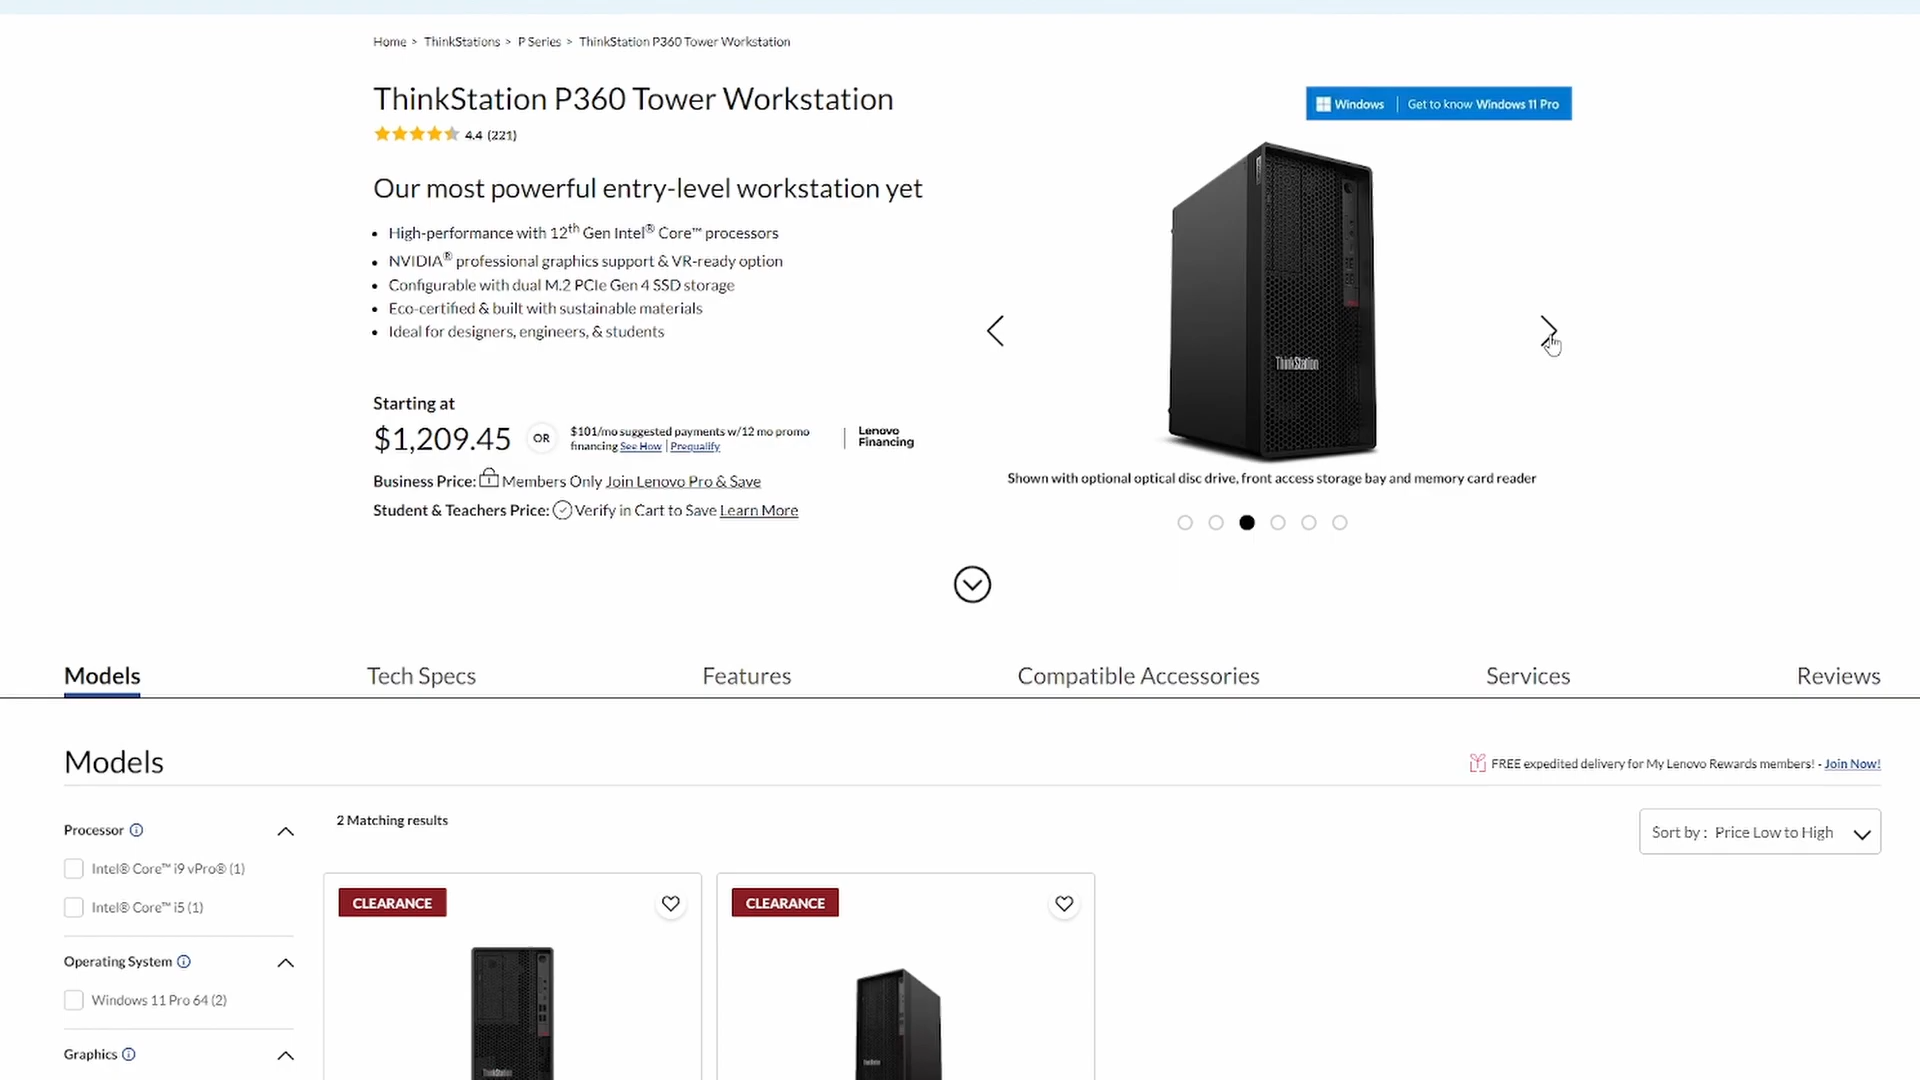 Home > ThinkStations > P Series > ThinkStation P360 Tower Workstation
ThinkStation P360 Tower Workstation
4.4 (221)
Windows | Get to know Windows 11 Pro
Our most powerful entry-level workstation yet
• High-performance with 12th Gen Intel® Core™ processors
• NVIDIA® professional graphics support & VR-ready option
• Configurable with dual M.2 PCIe Gen 4 SSD storage
• Eco-certified & built with sustainable materials
• Ideal for designers, engineers, & students
ThinkStation
Shown with optional optical disc drive, front access storage bay and memory card reader
Starting at
$1,209.45 OR $101/mo suggested payments w/12 mo promo
financing See How | Prequalify
Lenovo
Financing
Business Price: Members Only Join Lenovo Pro & Save
Student & Teachers Price: Verify in Cart to Save Learn More
Models Tech Specs Features Compatible Accessories Services Reviews
Models
FREE expedited delivery for My Lenovo Rewards members! - Join Now!
Processor
Intel® Core™ i9 vPro® (1)
Intel® Core™ i5 (1)
Operating System
Windows 11 Pro 64 (2)
Graphics
2 Matching results
Sort by : Price Low to High
CLEARANCE
CLEARANCE
ThinkStation